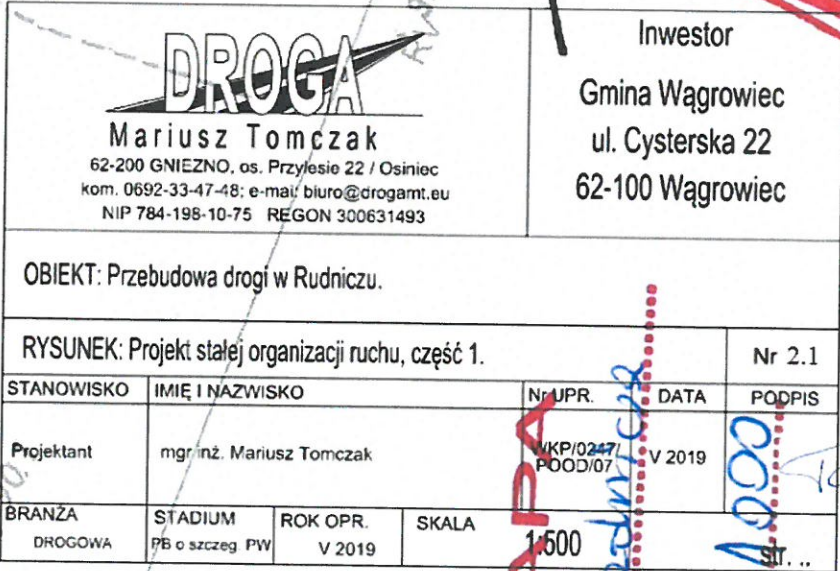 DROGA
Mariusz Tomczak
62-200 GNIEZNO, os. Przylesie 22 / Osiniec
kom. 0692-33-47-48; e-mail: biuro@drogamt.eu
NIP 784-198-10-75 REGON 300631493
Inwestor
Gmina Wągrowiec
ul. Cysterska 22
62-100 Wągrowiec
OBIEKT: Przebudowa drogi w Rudniczu.
RYSUNEK: Projekt stałej organizacji ruchu, część 1.
Nr 2.1
STANOWISKO IMIĘ I NAZWISKO Nr UPR. DATA PODPIS
Projektant mgr inż. Mariusz Tomczak WKP/0247/ V 2019
POOD/07
BRANŻA STADIUM ROK OPR. SKALA
DROGOWA PB o szczeg. PW V 2019 1:500
str. ..
1000